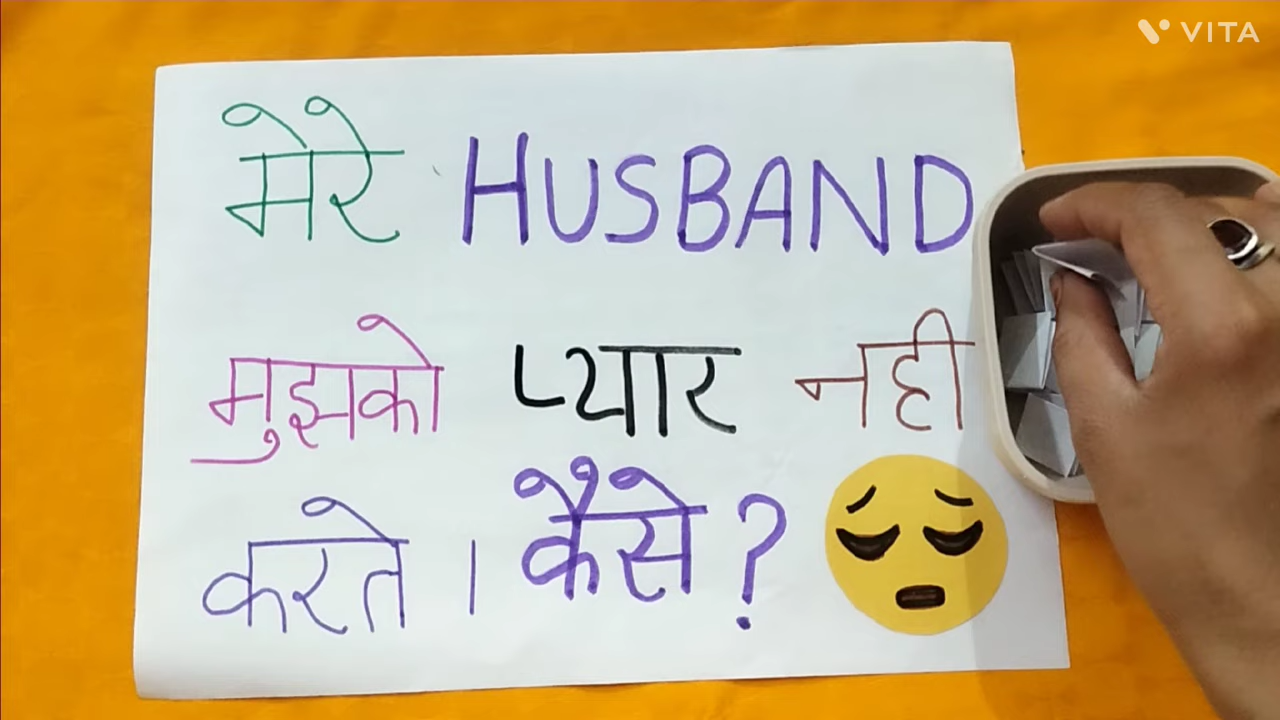 VITA
मेरे HUSBAND
मुझको प्यार नही
करते । कैसे ?